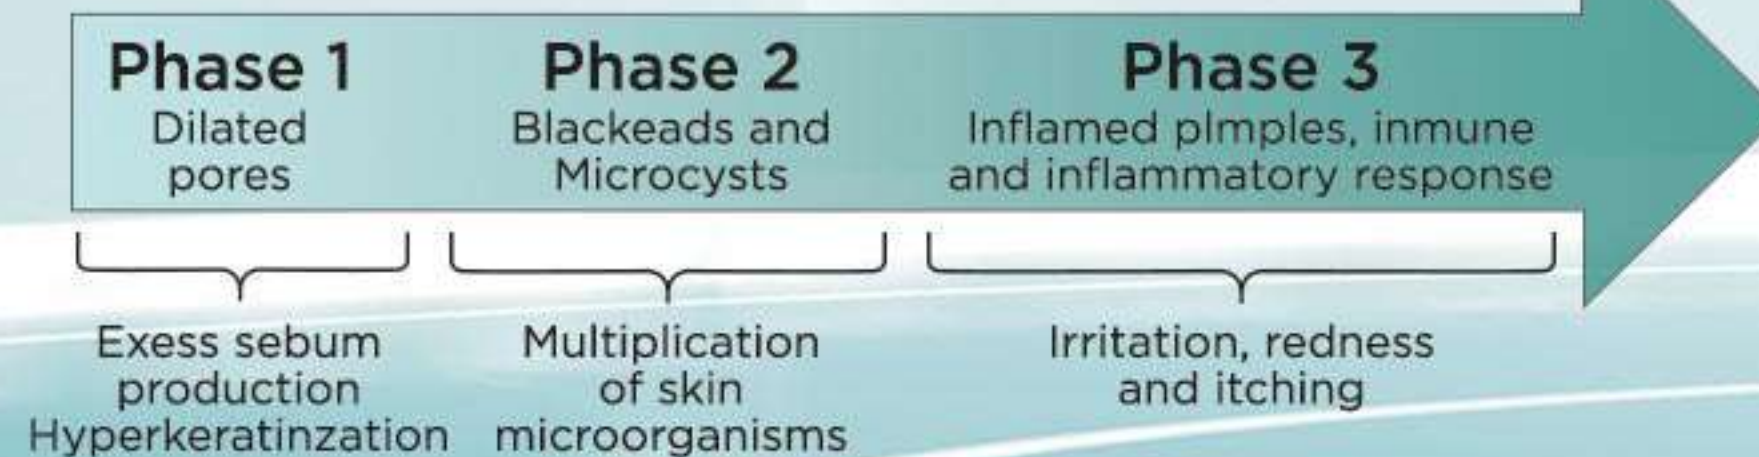 Phase 1
Dilated
pores
Phase 2
Blackeads and
Microcysts
Phase 3
Inflamed pImples, inmune
and inflammatory response
Exess sebum
production
Hyperkeratinzation
Multiplication
of skin
microorganisms
Irritation, redness
and itching